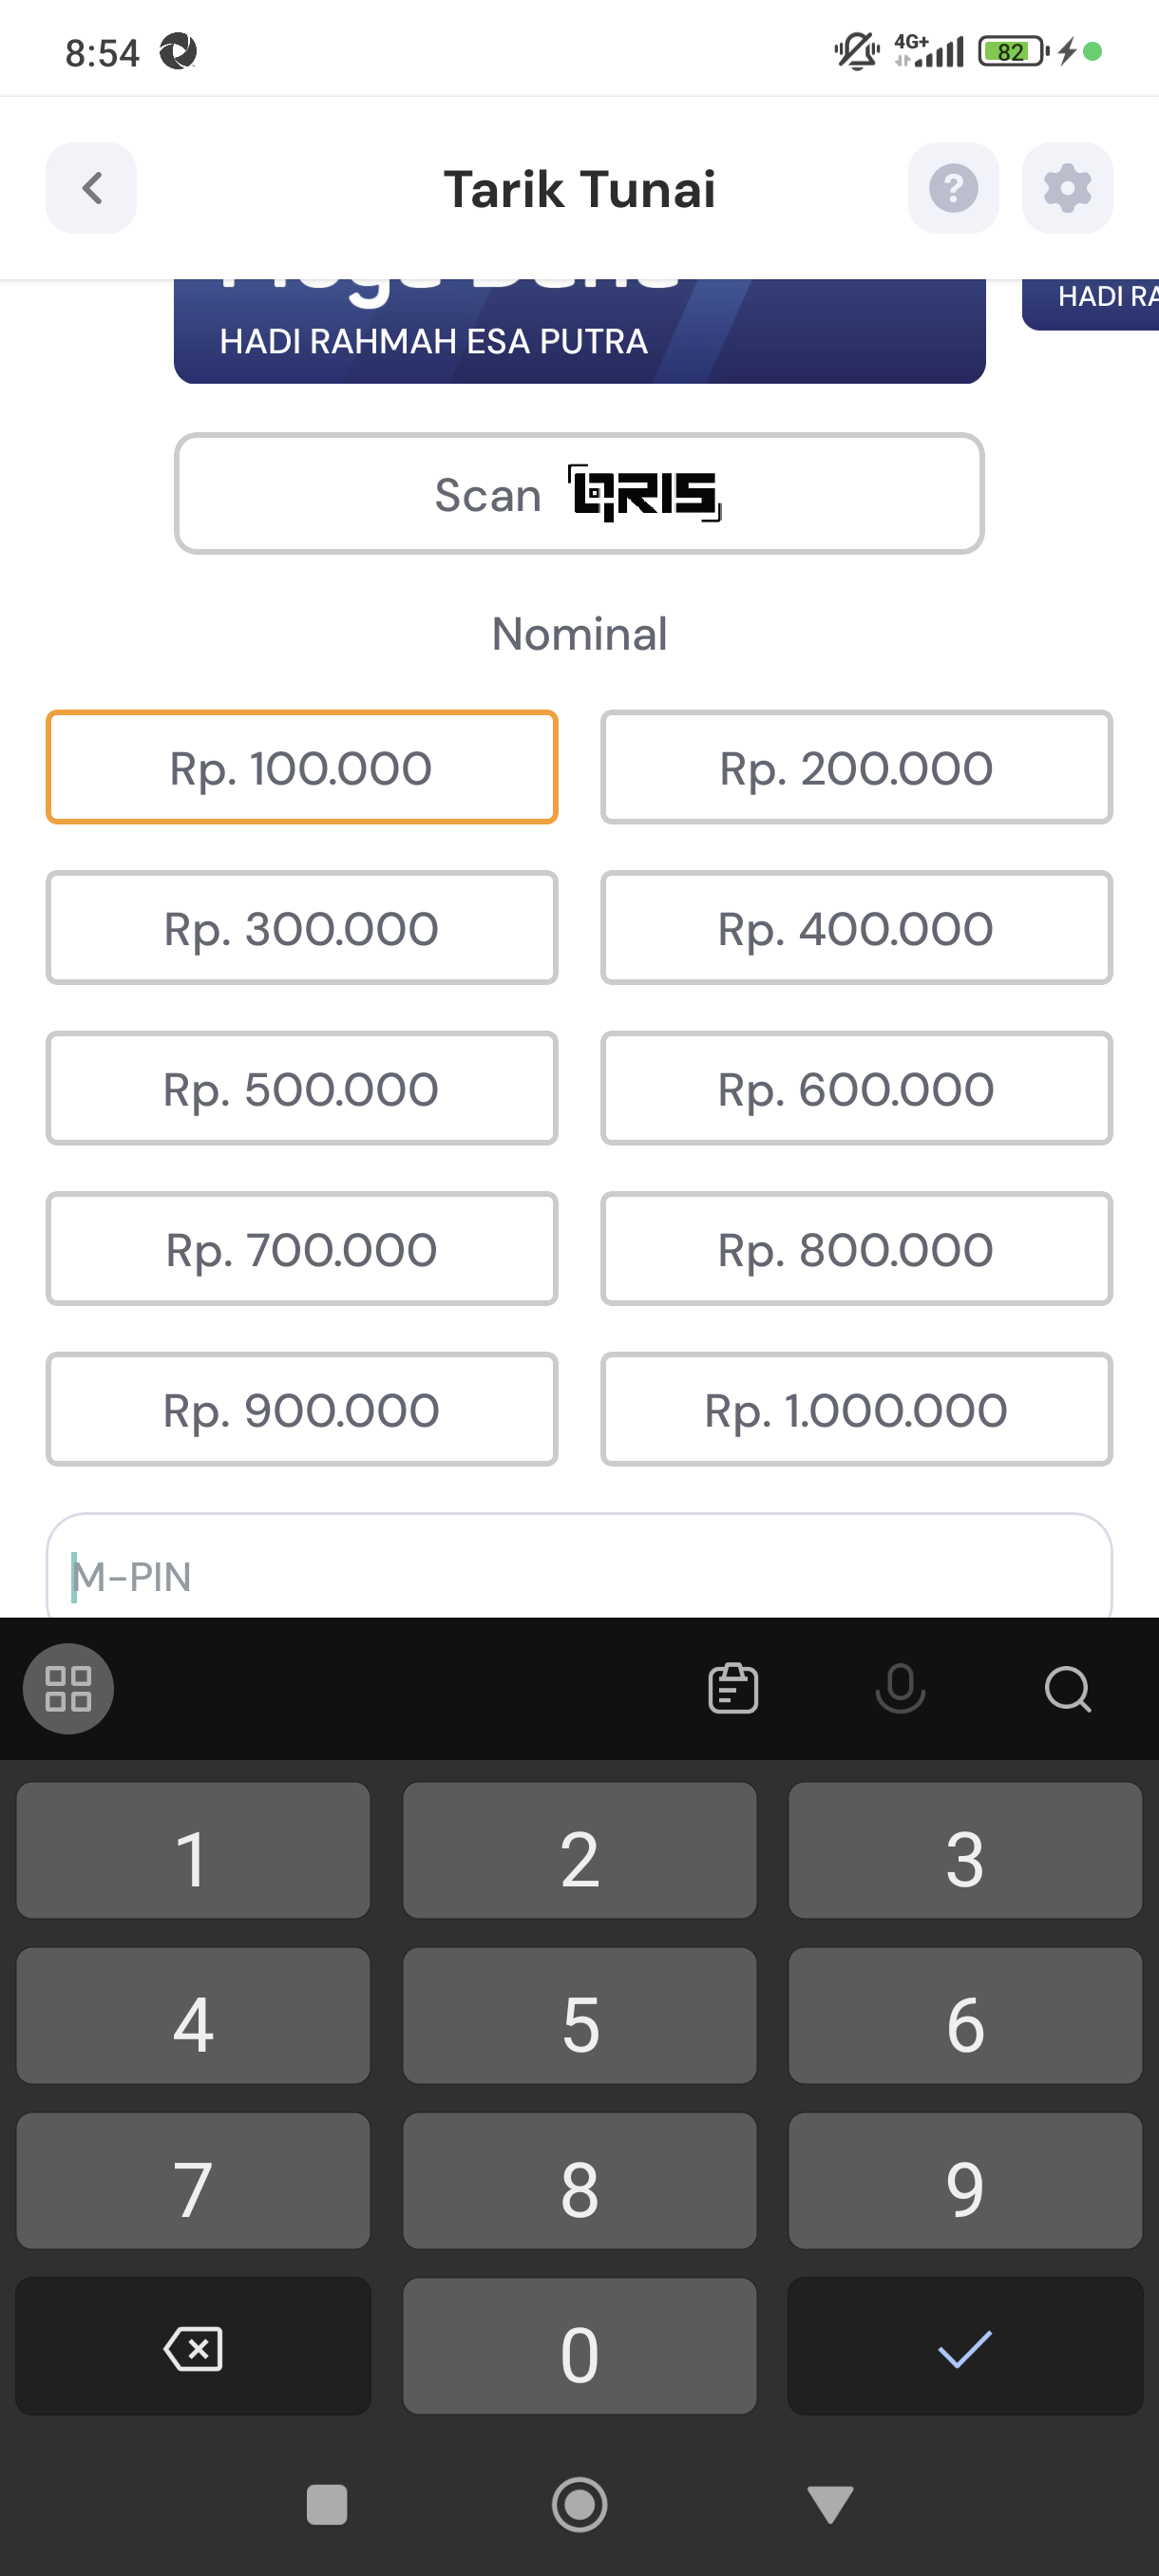 8:54
4G+
82
Tarik Tunai
HADI RAHMAH ESA PUTRA
HADI RA
Scan QRIS
Nominal
Rp. 100.000
Rp. 200.000
Rp. 300.000
Rp. 400.000
Rp. 500.000
Rp. 600.000
Rp. 700.000
Rp. 800.000
Rp. 900.000
Rp. 1.000.000
M-PIN
1
2
3
4
5
6
7
8
9
0